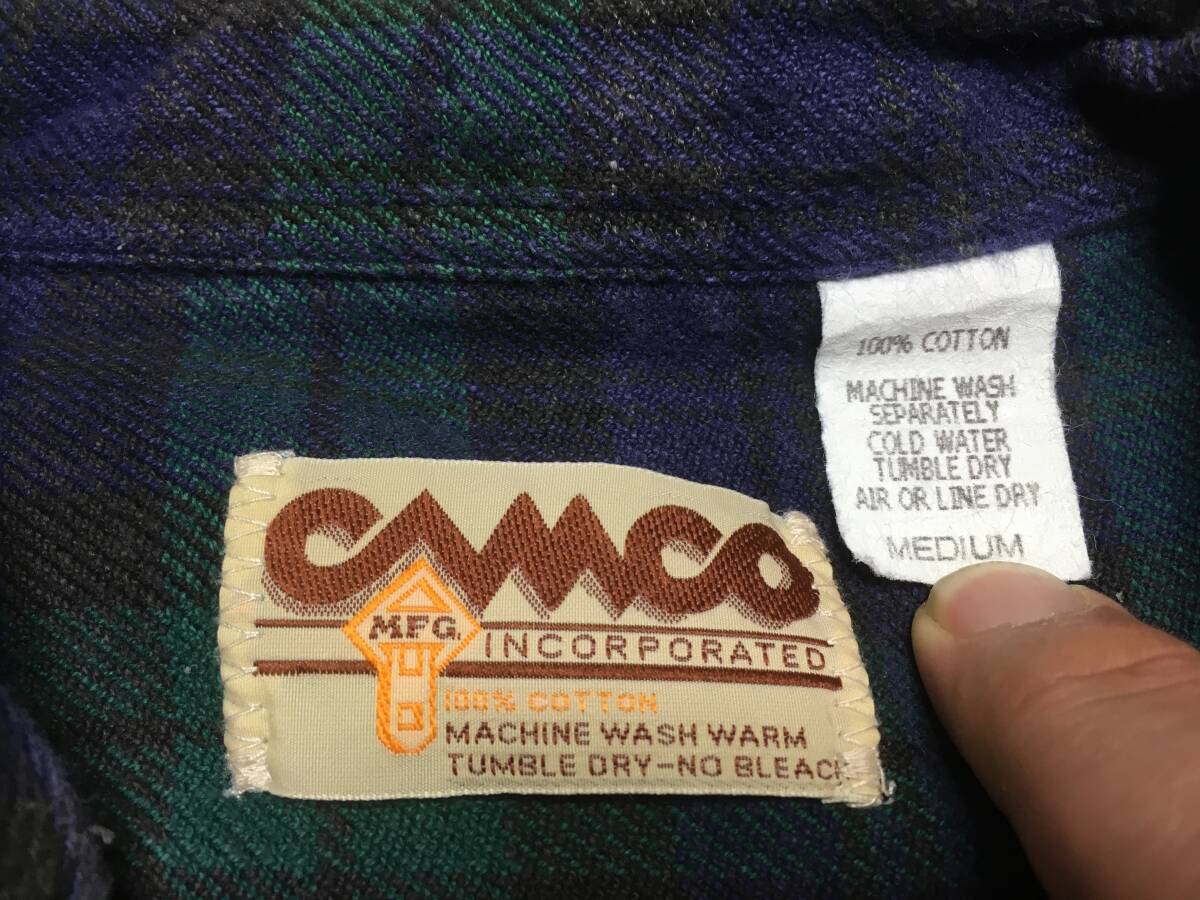 100% COTTON
MACHINE WASH
SEPARATELY
COLD WATER
TUMBLE DRY
AIR OR LINE DRY
MEDIUM
CAMCO
MFG.
INCORPORATED
100% COTTON
MACHINE WASH WARM
TUMBLE DRY-NO BLEACH